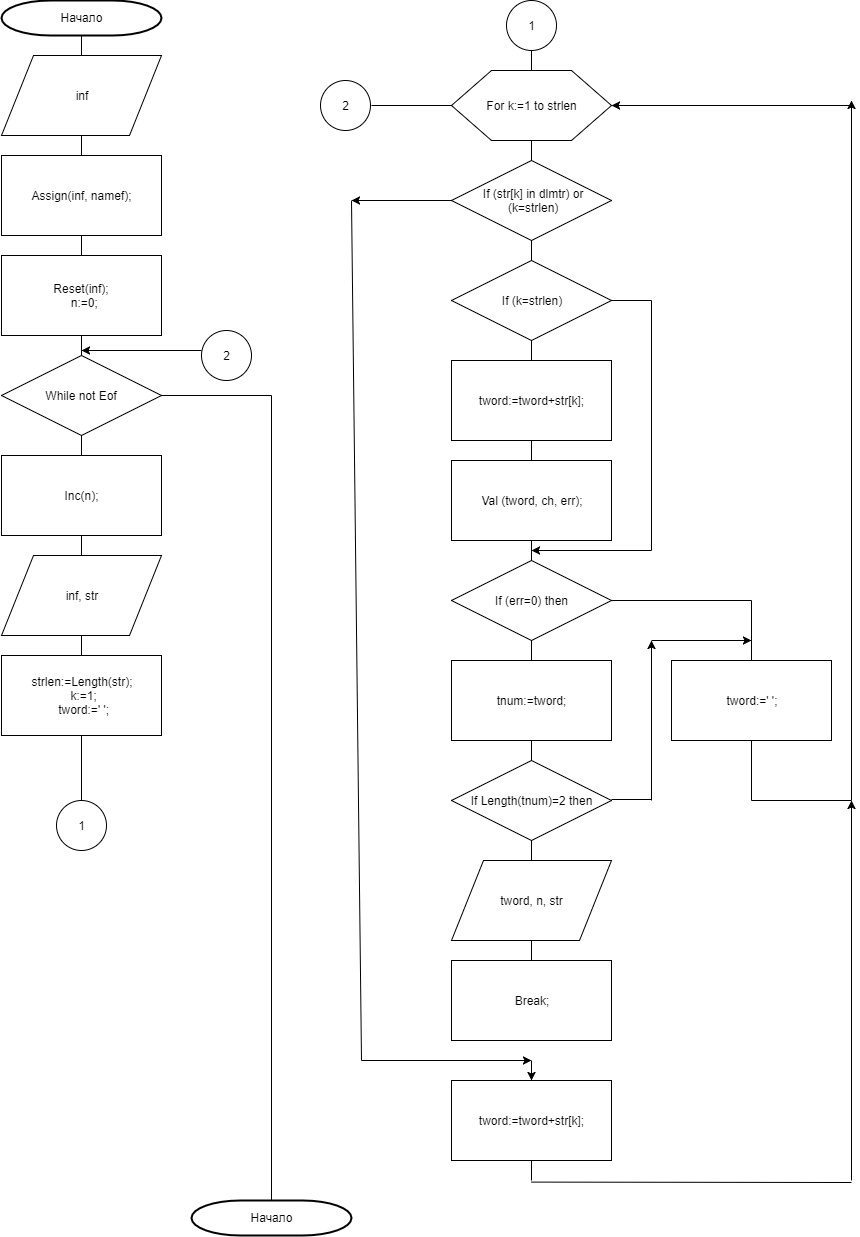 Начало
inf
Assign(inf, namef);
Reset(inf);
n:=0;
2
While not Eof
Inc(n);
inf, str
strlen:=Length(str);
k:=1;
tword:=' ';
1
Начало
1
2
For k:=1 to strlen
If (str[k] in dlmtr) or
(k=strlen)
If (k=strlen)
tword:=tword+str[k];
Val (tword, ch, err);
If (err=0) then
tnum:=tword;
tword:=' ';
If Length(tnum)=2 then
tword, n, str
Break;
tword:=tword+str[k];